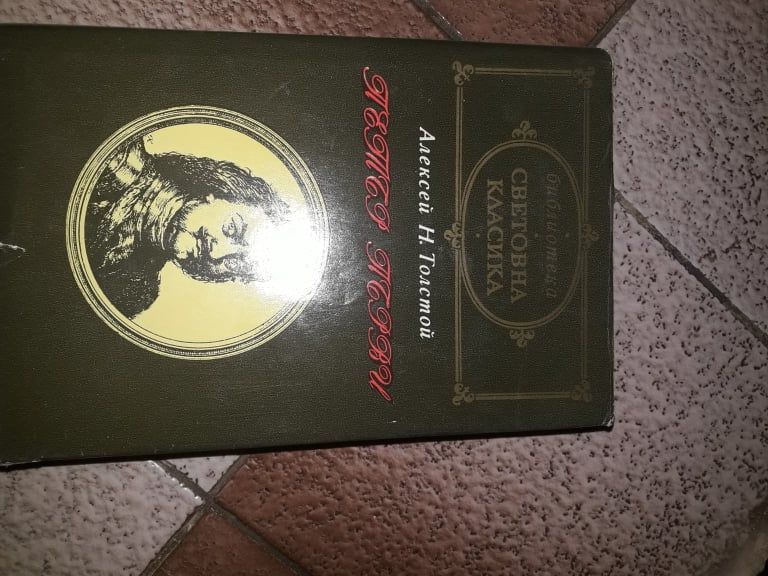 библиотека
СВЕТОВНА
КЛАСИКА
Алексей Н. Толстой
ПЕТЪР ПЪРВИ